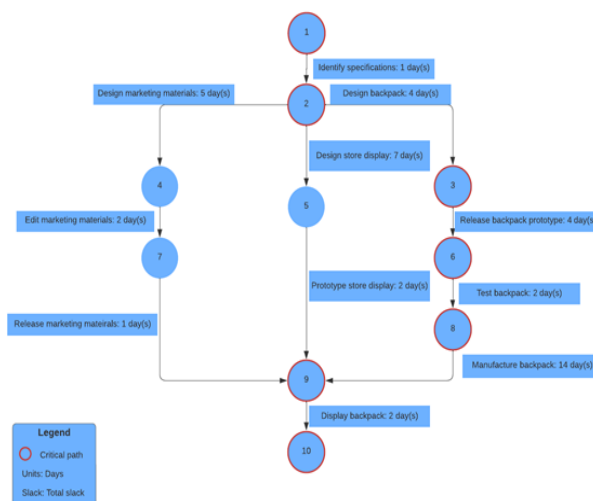 1
Identify specifications: 1 day(s)
Design marketing materials: 5 day(s)
2
Design backpack: 4 day(s)
Design store display: 7 day(s)
4
3
5
Edit marketing materials: 2 day(s)
Release backpack prototype: 4 day(s)
7
6
Prototype store display: 2 day(s)
Test backpack: 2 day(s)
Release marketing mateirals: 1 day(s)
8
Manufacture backpack: 14 day(s)
9
Display backpack: 2 day(s)
10
Legend
Critical path
Units: Days
Slack: Total slack